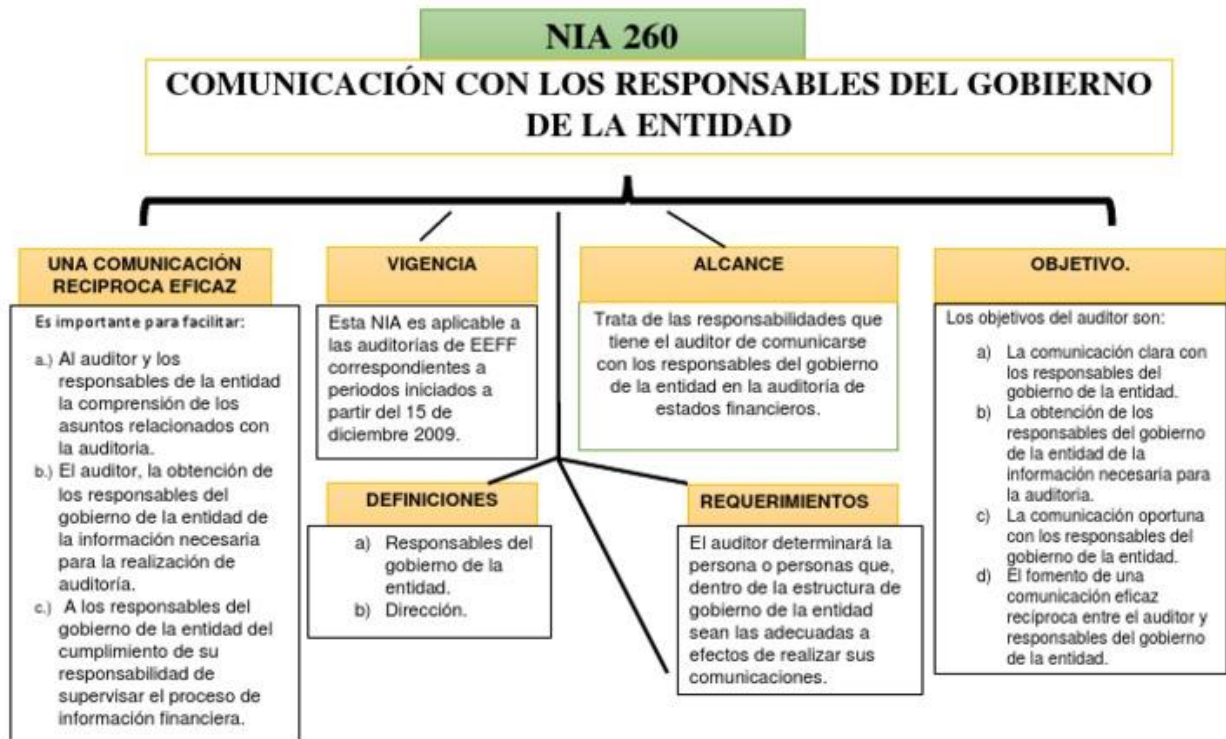 NIA 260
COMUNICACIÓN CON LOS RESPONSABLES DEL GOBIERNO
DE LA ENTIDAD
UNA COMUNICACIÓN
RECIPROCA EFICAZ
Es importante para facilitar:
a.) Al auditor y los
responsables de la entidad
la comprensión de los
asuntos relacionados con
la auditoria.
b.) El auditor, la obtención de
los responsables del
gobierno de la entidad de
la información necesaria
para la realización de
auditoría.
c.) A los responsables del
gobierno de la entidad del
cumplimiento de su
responsabilidad de
supervisar el proceso de
información financiera.
VIGENCIA
Esta NIA es aplicable a
las auditorías de EEFF
correspondientes a
periodos iniciados a
partir del 15 de
diciembre 2009.
ALCANCE
Trata de las responsabilidades que
tiene el auditor de comunicarse
con los responsables del gobierno
de la entidad en la auditoría de
estados financieros.
DEFINICIONES
a) Responsables del
gobierno de la
entidad.
b) Dirección.
REQUERIMIENTOS
El auditor determinará la
persona o personas que,
dentro de la estructura de
gobierno de la entidad
sean las adecuadas a
efectos de realizar sus
comunicaciones.
OBJETIVO.
Los objetivos del auditor son:
a) La comunicación clara con
los responsables del
gobierno de la entidad.
b) La obtención de los
responsables del gobierno
de la entidad de la
información necesaria para
la auditoria.
c) La comunicación oportuna
con los responsables del
gobierno de la entidad.
d) El fomento de una
comunicación eficaz
recíproca entre el auditor y
responsables del gobierno
de la entidad.